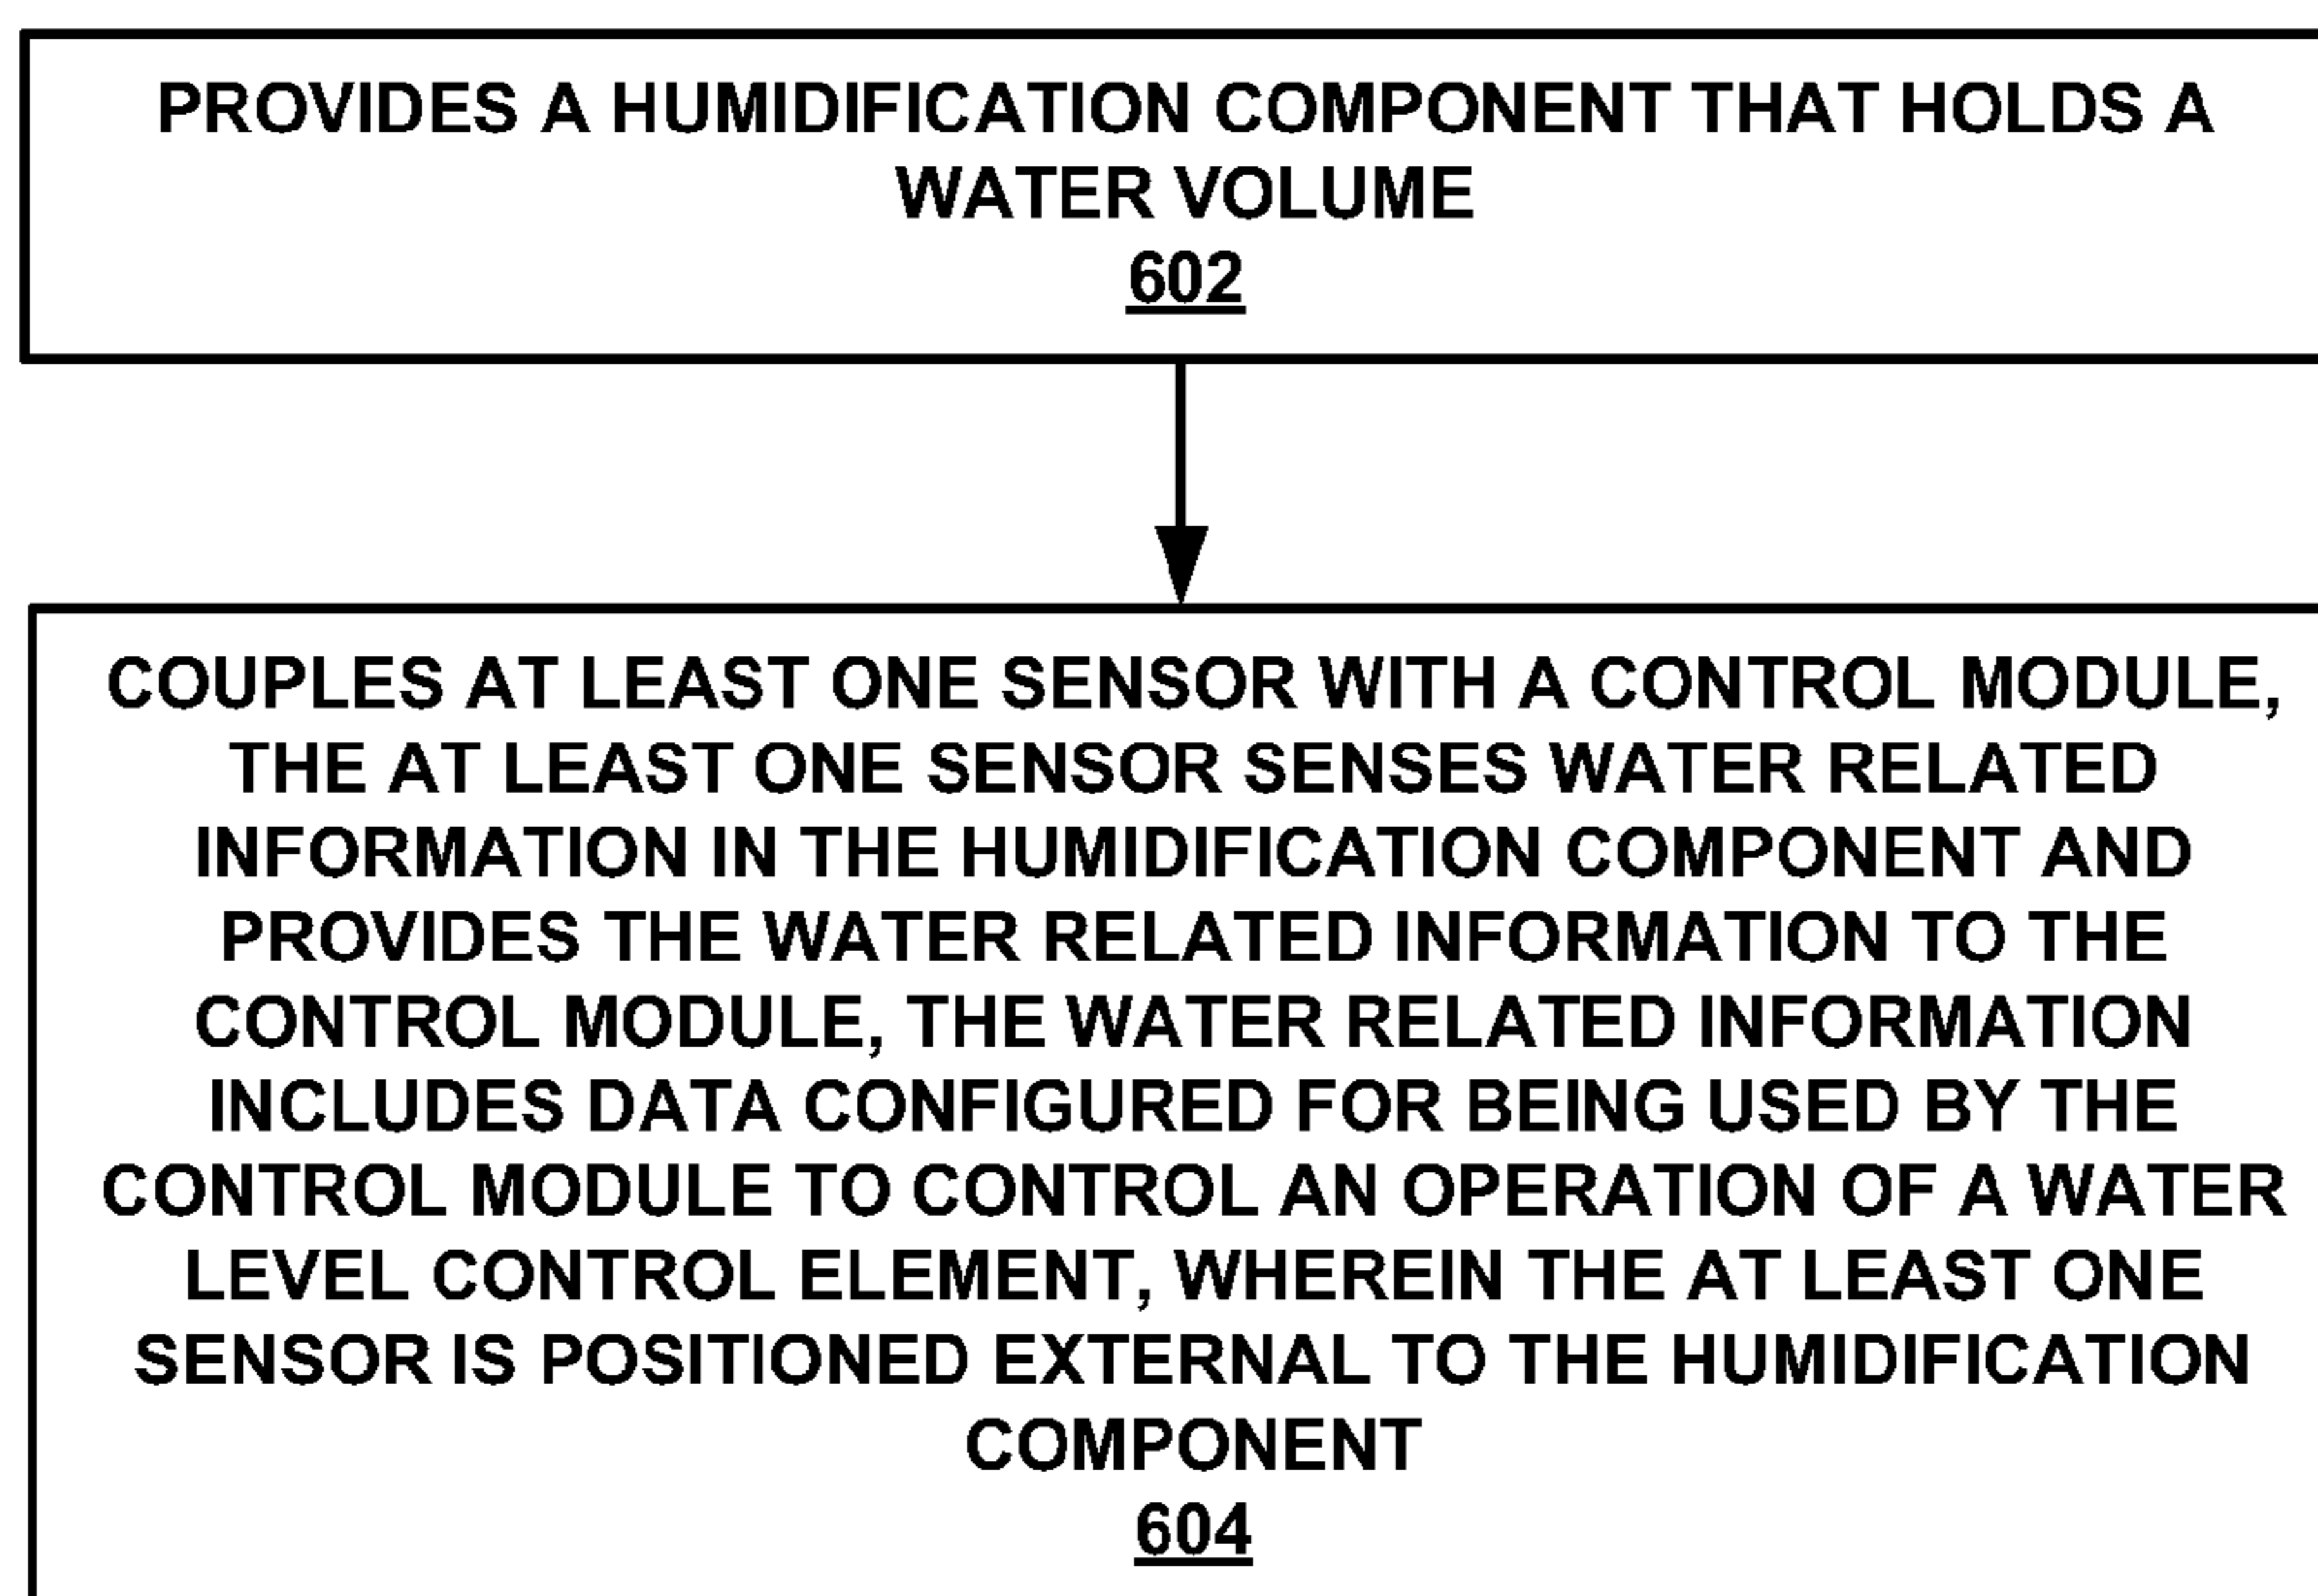 PROVIDES A HUMIDIFICATION COMPONENT THAT HOLDS A
WATER VOLUME
602
COUPLES AT LEAST ONE SENSOR WITH A CONTROL MODULE,
THE AT LEAST ONE SENSOR SENSES WATER RELATED
INFORMATION IN THE HUMIDIFICATION COMPONENT AND
PROVIDES THE WATER RELATED INFORMATION TO THE
CONTROL MODULE, THE WATER RELATED INFORMATION
INCLUDES DATA CONFIGURED FOR BEING USED BY THE
CONTROL MODULE TO CONTROL AN OPERATION OF A WATER
LEVEL CONTROL ELEMENT, WHEREIN THE AT LEAST ONE
SENSOR IS POSITIONED EXTERNAL TO THE HUMIDIFICATION
COMPONENT
604